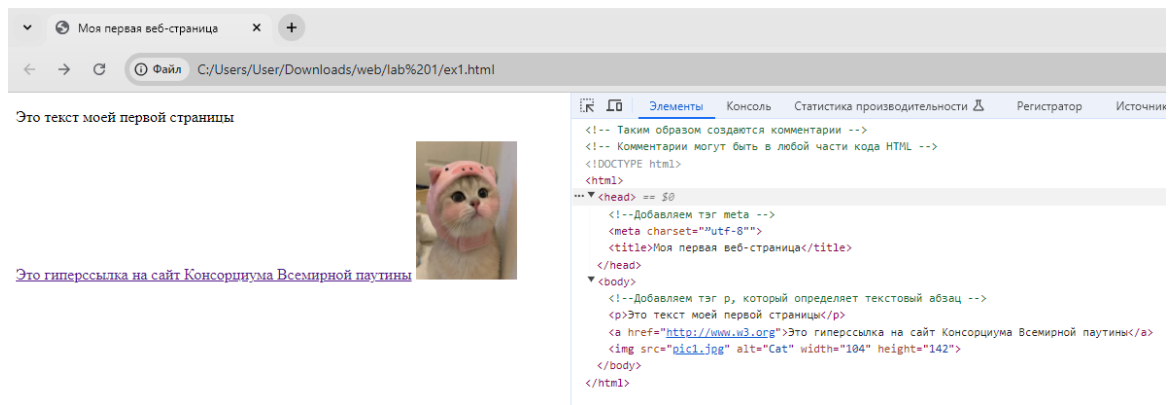 Моя первая веб-страница
Файл C:/Users/User/Downloads/web/lab%201/ex1.html
Это текст моей первой страницы
Это гиперссылка на сайт Консорциума Всемирной паутины
Элементы Консоль Статистика производительности Регистратор Источник
<!-- Таким образом создаются комментарии -->
<!-- Комментарии могут быть в любой части кода HTML -->
<!DOCTYPE html>
<html>
<head> == $0
<!--Добавляем тэг meta -->
<meta charset="”utf-8"">
<title>Моя первая веб-страница</title>
</head>
<body>
<!--Добавляем тэг p, который определяет текстовый абзац -->
<p>Это текст моей первой страницы</p>
<a href="http://www.w3.org">Это гиперссылка на сайт Консорциума Всемирной паутины</a>
<img src="pic1.jpg" alt="Cat" width="104" height="142">
</body>
</html>